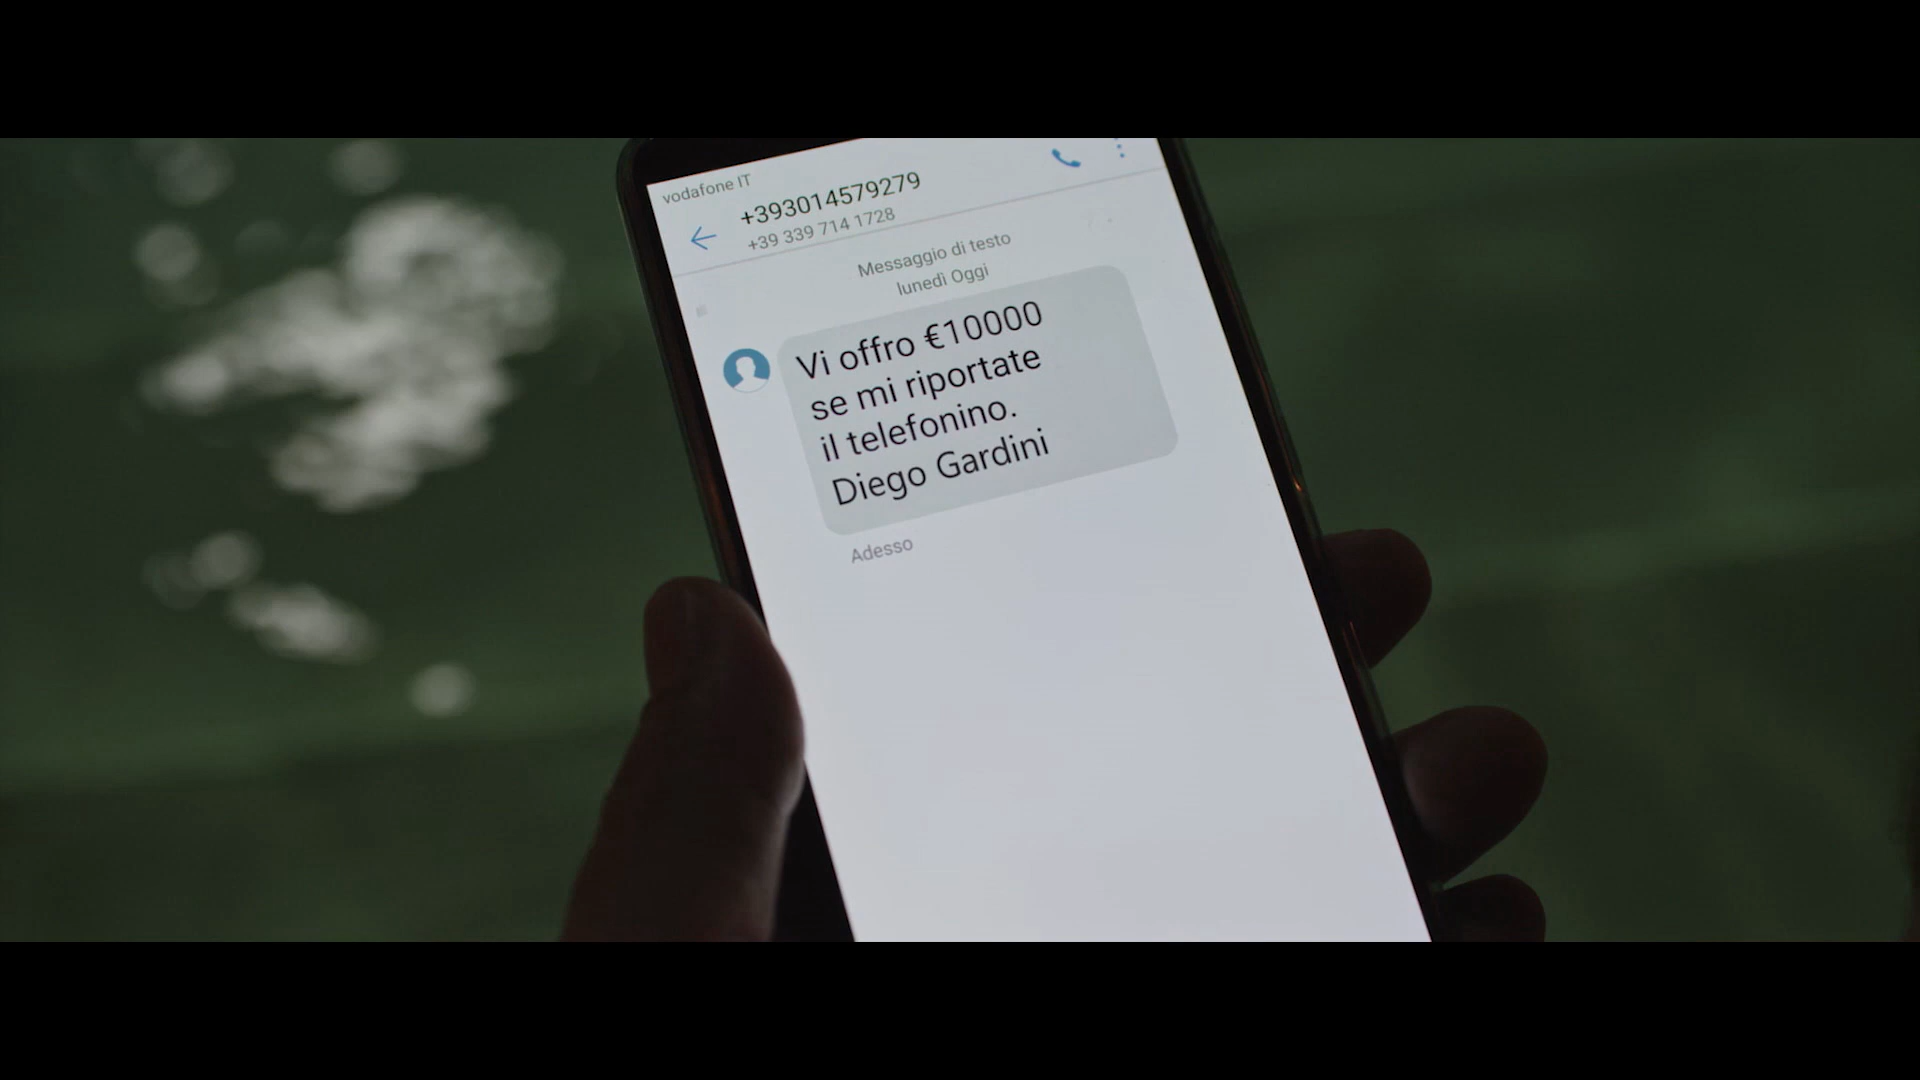 vodafone IT
+393014579279
+39 339 714 1728
Messaggio di testo
lunedì Oggi
Vi offro €10000
se mi riportate
il telefonino.
Diego Gardini
Adesso